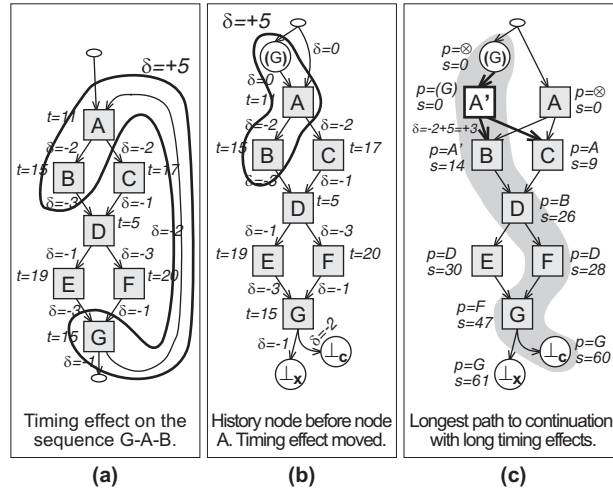 δ=+5
t=11
A
δ=-2
δ=-2
t=15
B
C
t=17
δ=-3
δ=-1
D
t=5
δ=-2
δ=-1
δ=-3
t=19
E
F
t=20
δ=-3
δ=-1
t=15
G
δ=-1
Timing effect on the
sequence G-A-B.
(a)
δ=+5
(G)
δ=0
δ=0
t=11
A
δ=-2
δ=-2
t=15
B
C
t=17
δ=-3
δ=-1
D
t=5
δ=-1
δ=-3
t=19
E
F
t=20
δ=-3
δ=-1
t=15
G
δ=-1
δ=-2
⊥x
⊥c
History node before node
A. Timing effect moved.
(b)
p=⊗
s=0
(G)
p=(G)
s=0
A'
A
p=⊗
s=0
δ=-2+5=+3
p=A'
s=14
B
C
p=A
s=9
D
p=B
s=26
p=D
s=30
E
F
p=D
s=28
p=F
s=47
G
p=G
s=61
⊥x
⊥c
p=G
s=60
Longest path to continuation
with long timing effects.
(c)